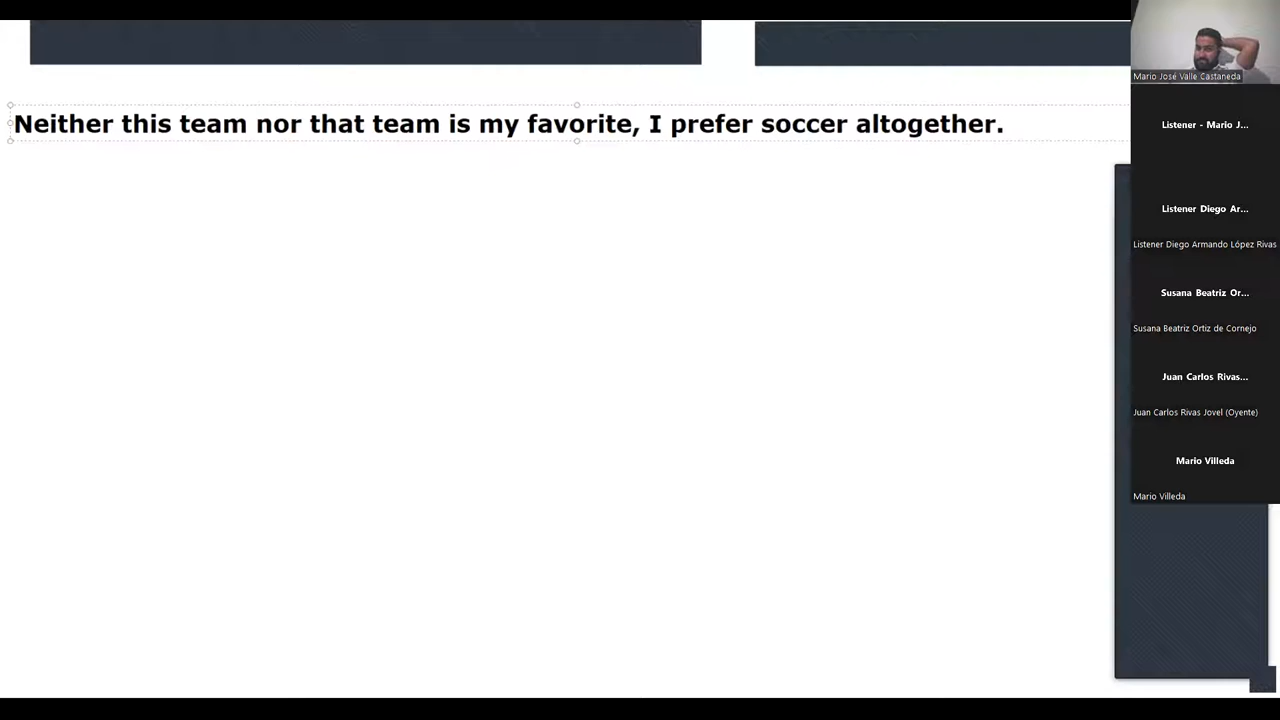 Mario José Valle Castaneda
Neither this team nor that team is my favorite, I prefer soccer altogether.
Listener - Mario J...
Listener Diego Ar...
Listener Diego Armando López Rivas
Susana Beatriz Or...
Susana Beatriz Ortiz de Cornejo
Juan Carlos Rivas...
Juan Carlos Rivas Jovel (Oyente)
Mario Villeda
Mario Villeda